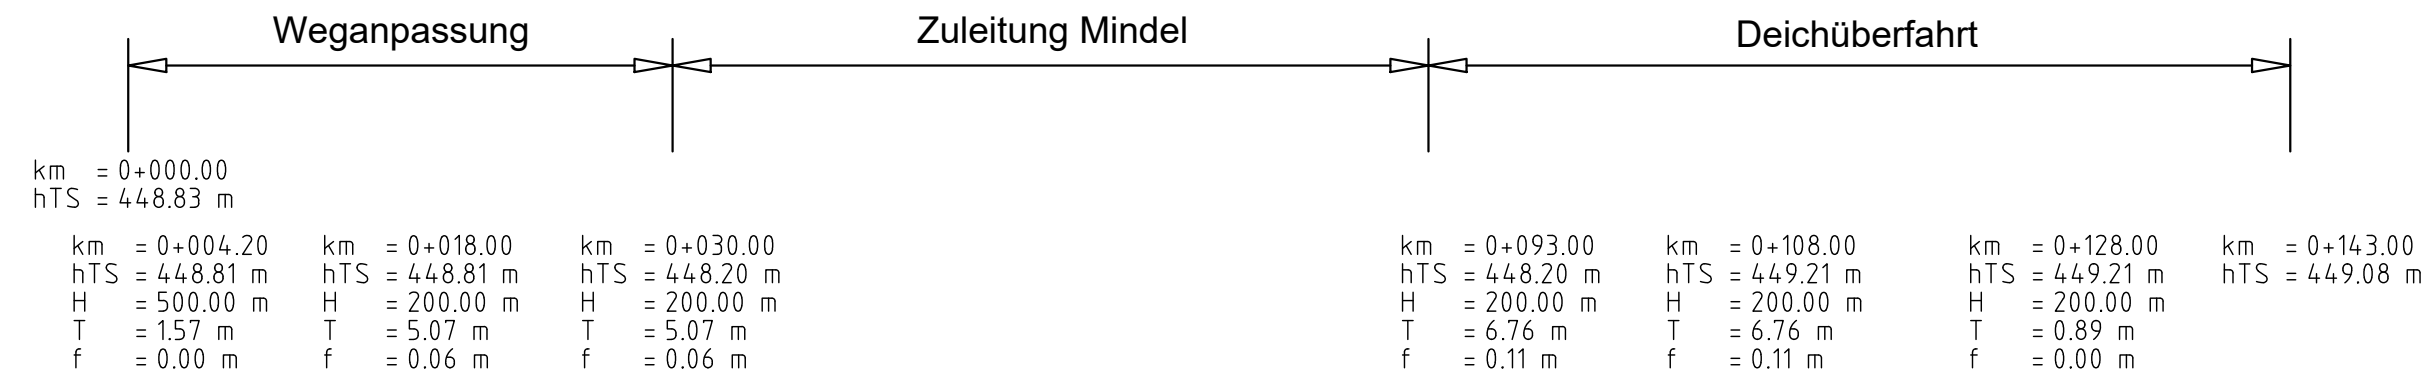 Weganpassung
Zuleitung Mindel
Deichüberfahrt
km = 0+000.00
hTS = 448.83 m
km = 0+004.20
hTS = 448.81 m
H = 500.00 m
T = 1.57 m
f = 0.00 m
km = 0+018.00
hTS = 448.81 m
H = 200.00 m
T = 5.07 m
f = 0.06 m
km = 0+030.00
hTS = 448.20 m
H = 200.00 m
T = 5.07 m
f = 0.06 m
km = 0+093.00
hTS = 448.20 m
H = 200.00 m
T = 6.76 m
f = 0.11 m
km = 0+108.00
hTS = 449.21 m
H = 200.00 m
T = 6.76 m
f = 0.11 m
km = 0+128.00
hTS = 449.21 m
H = 200.00 m
T = 0.89 m
f = 0.00 m
km = 0+143.00
hTS = 449.08 m